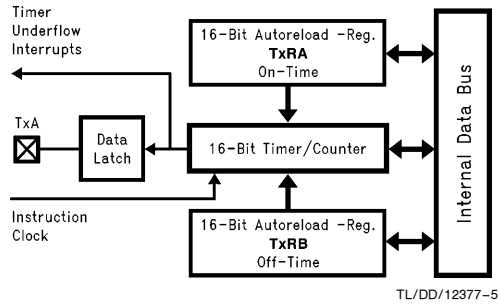 Timer
Underflow
Interrupts
16-Bit Autoreload -Reg.
TxRA
On-Time
TxA
Data
Latch
16-Bit Timer/Counter
Internal Data Bus
Instruction
Clock
16-Bit Autoreload -Reg.
TxRB
Off-Time
TL/DD/12377-5